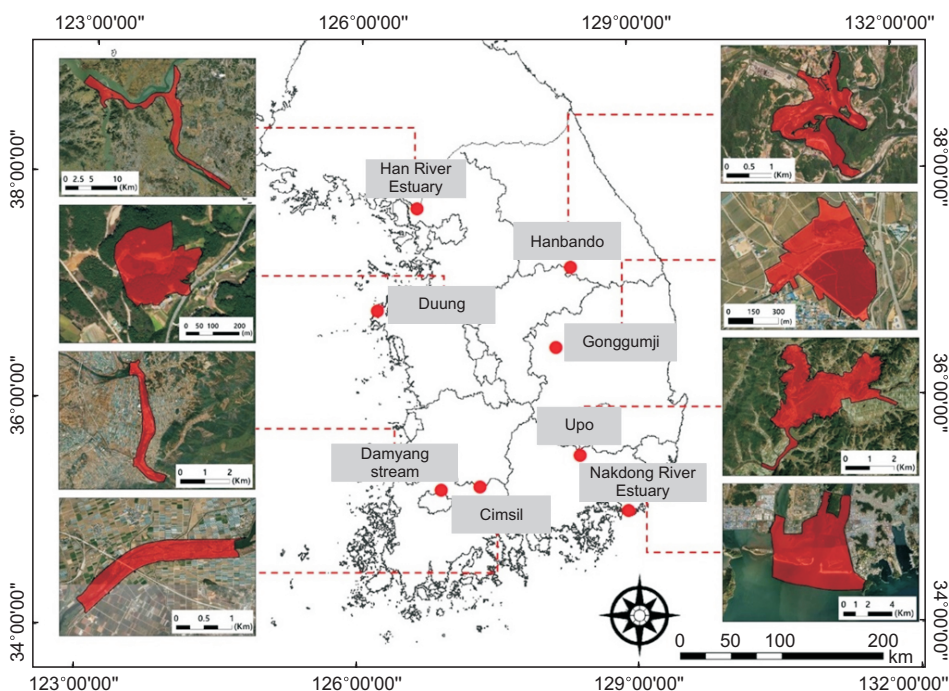 123°00'00" 126°00'00" 129°00'00" 132°00'00"
38°00'00"
36°00'00"
34°00'00"
0 2.5 5 10
(Km)
0 50 100 200
(m)
0 1 2
(Km)
0 0.5 1
(Km)
Han River
Estuary
Hanbando
Duung
Gonggumji
Upo
Damyang
stream
Nakdong River
Estuary
Cimsil
0 0.5 1
(Km)
0 150 300
(m)
0 1 2
(Km)
0 1 2 4
(Km)
38°00'00"
36°00'00"
34°00'00"
0 50 100 200
km
123°00'00" 126°00'00" 129°00'00" 132°00'00"